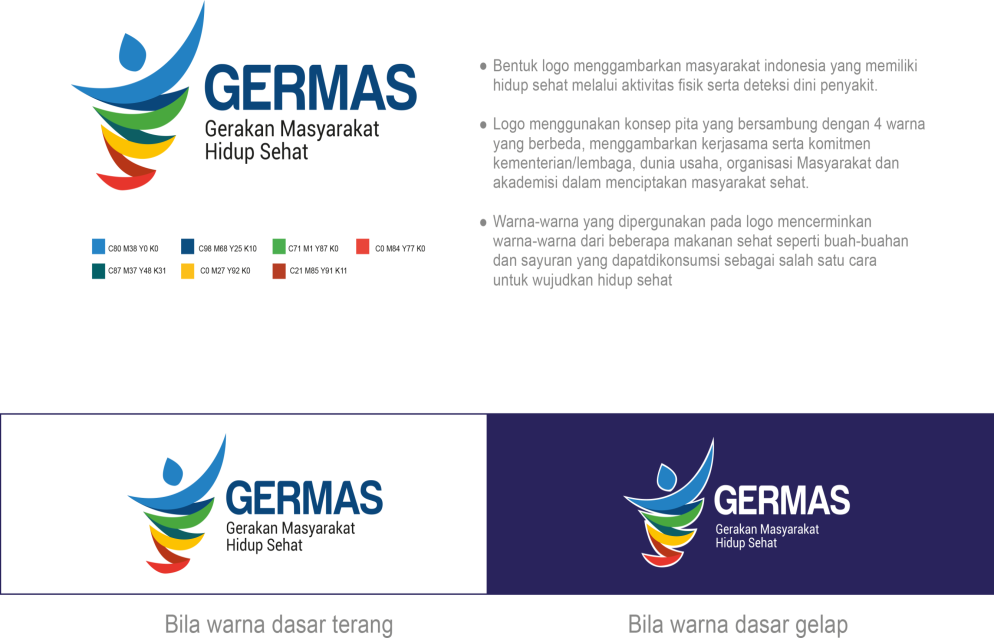 GERMAS
Gerakan Masyarakat
Hidup Sehat
C80 M38 Y0 K0
C98 M68 Y25 K10
C71 M1 Y87 K0
C0 M84 Y77 K0
C87 M37 Y48 K31
C0 M27 Y92 K0
C21 M85 Y91 K11
● Bentuk logo menggambarkan masyarakat indonesia yang memiliki
hidup sehat melalui aktivitas fisik serta deteksi dini penyakit.
● Logo menggunakan konsep pita yang bersambung dengan 4 warna
yang berbeda, menggambarkan kerjasama serta komitmen
kementerian/lembaga, dunia usaha, organisasi Masyarakat dan
akademisi dalam menciptakan masyarakat sehat.
● Warna-warna yang dipergunakan pada logo mencerminkan
warna-warna dari beberapa makanan sehat seperti buah-buahan
dan sayuran yang dapatdikonsumsi sebagai salah satu cara
untuk wujudkan hidup sehat
GERMAS
Gerakan Masyarakat
Hidup Sehat
GERMAS
Gerakan Masyarakat
Hidup Sehat
Bila warna dasar terang
Bila warna dasar gelap